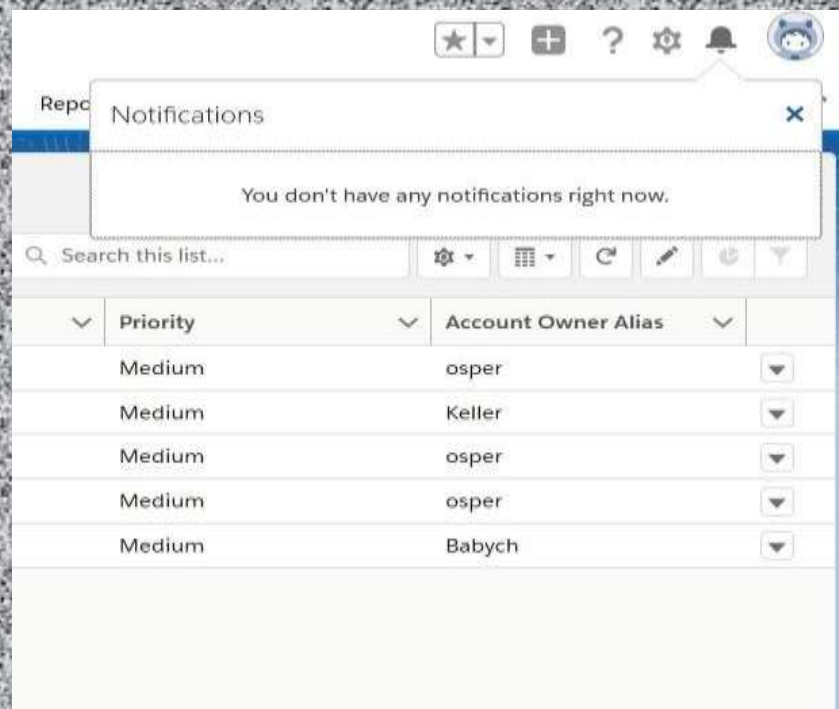 Repo
Notifications
You don't have any notifications right now.
Search this list...
Priority Account Owner Alias
Medium osper
Medium Keller
Medium osper
Medium osper
Medium Babych